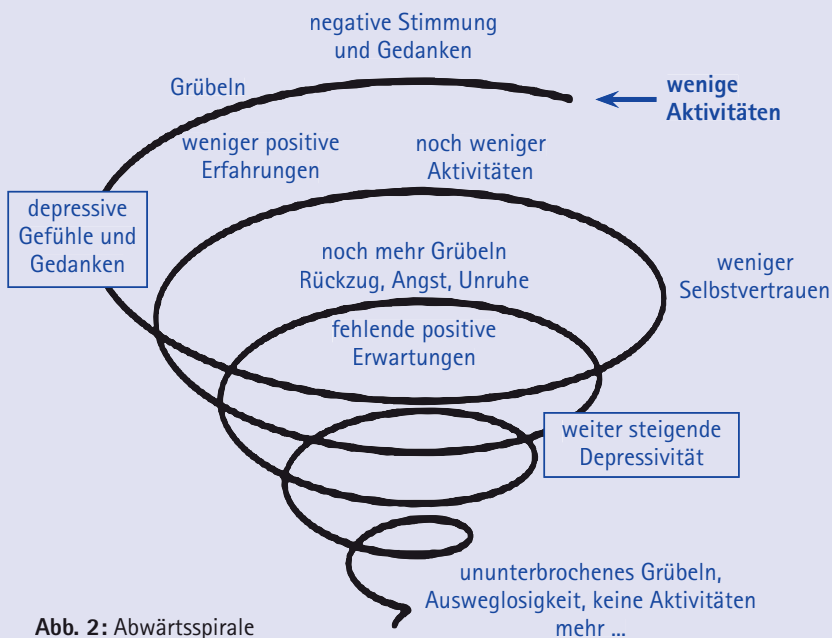 negative Stimmung
und Gedanken
Grübeln
wenige
Aktivitäten
weniger positive
Erfahrungen
noch weniger
Aktivitäten
depressive
Gefühle und
Gedanken
noch mehr Grübeln
Rückzug, Angst, Unruhe
weniger
Selbstvertrauen
fehlende positive
Erwartungen
weiter steigende
Depressivität
ununterbrochenes Grübeln,
Ausweglosigkeit, keine Aktivitäten
mehr ...
Abb. 2: Abwärtsspirale